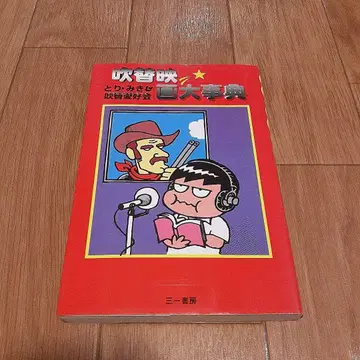 吹替映画大事典
とり・みきと
吹替愛好会
三一書房